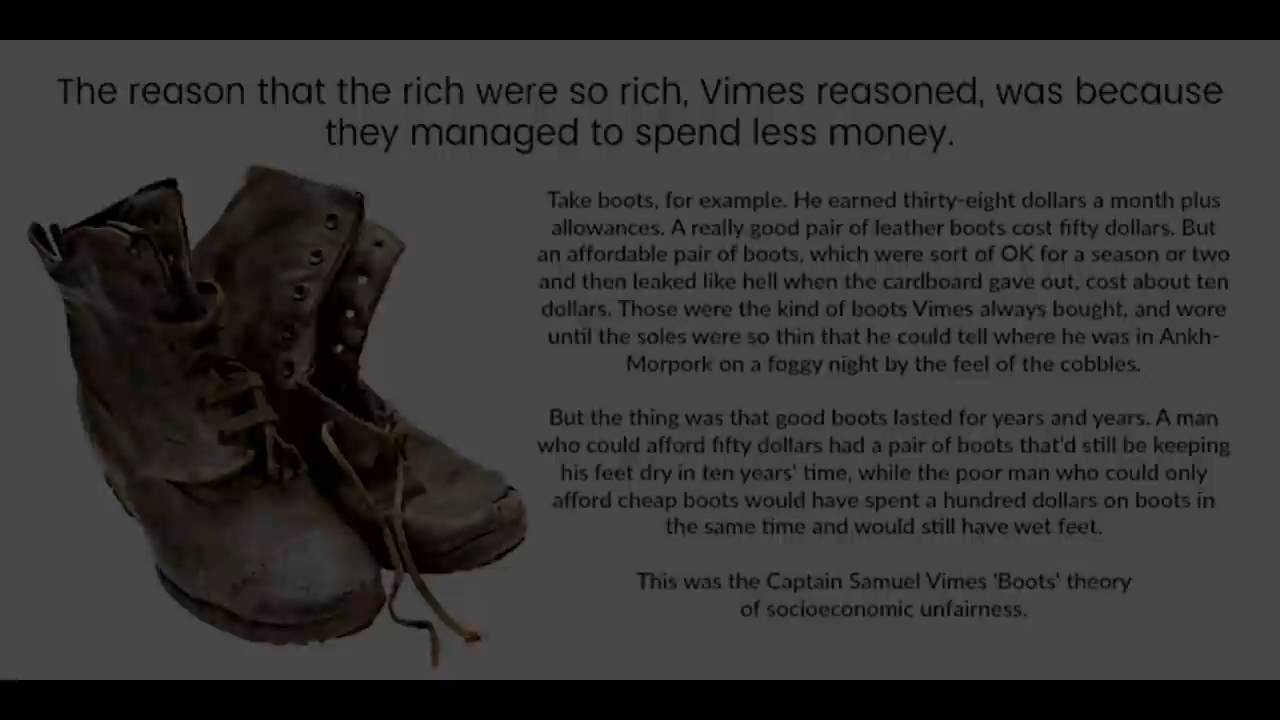 The reason that the rich were so rich, Vimes reasoned, was because
they managed to spend less money.
Take boots, for example. He earned thirty-eight dollars a month plus
allowances. A really good pair of leather boots cost fifty dollars. But
an affordable pair of boots, which were sort of OK for a season or two
and then leaked like hell when the cardboard gave out, cost about ten
dollars. Those were the kind of boots Vimes always bought, and wore
until the soles were so thin that he could tell where he was in Ankh-
Morpork on a foggy night by the feel of the cobbles.
But the thing was that good boots lasted for years and years. A man
who could afford fifty dollars had a pair of boots that'd still be keeping
his feet dry in ten years' time, while the poor man who could only
afford cheap boots would have spent a hundred dollars on boots in
the same time and would still have wet feet.
This was the Captain Samuel Vimes 'Boots' theory
of socioeconomic unfairness.